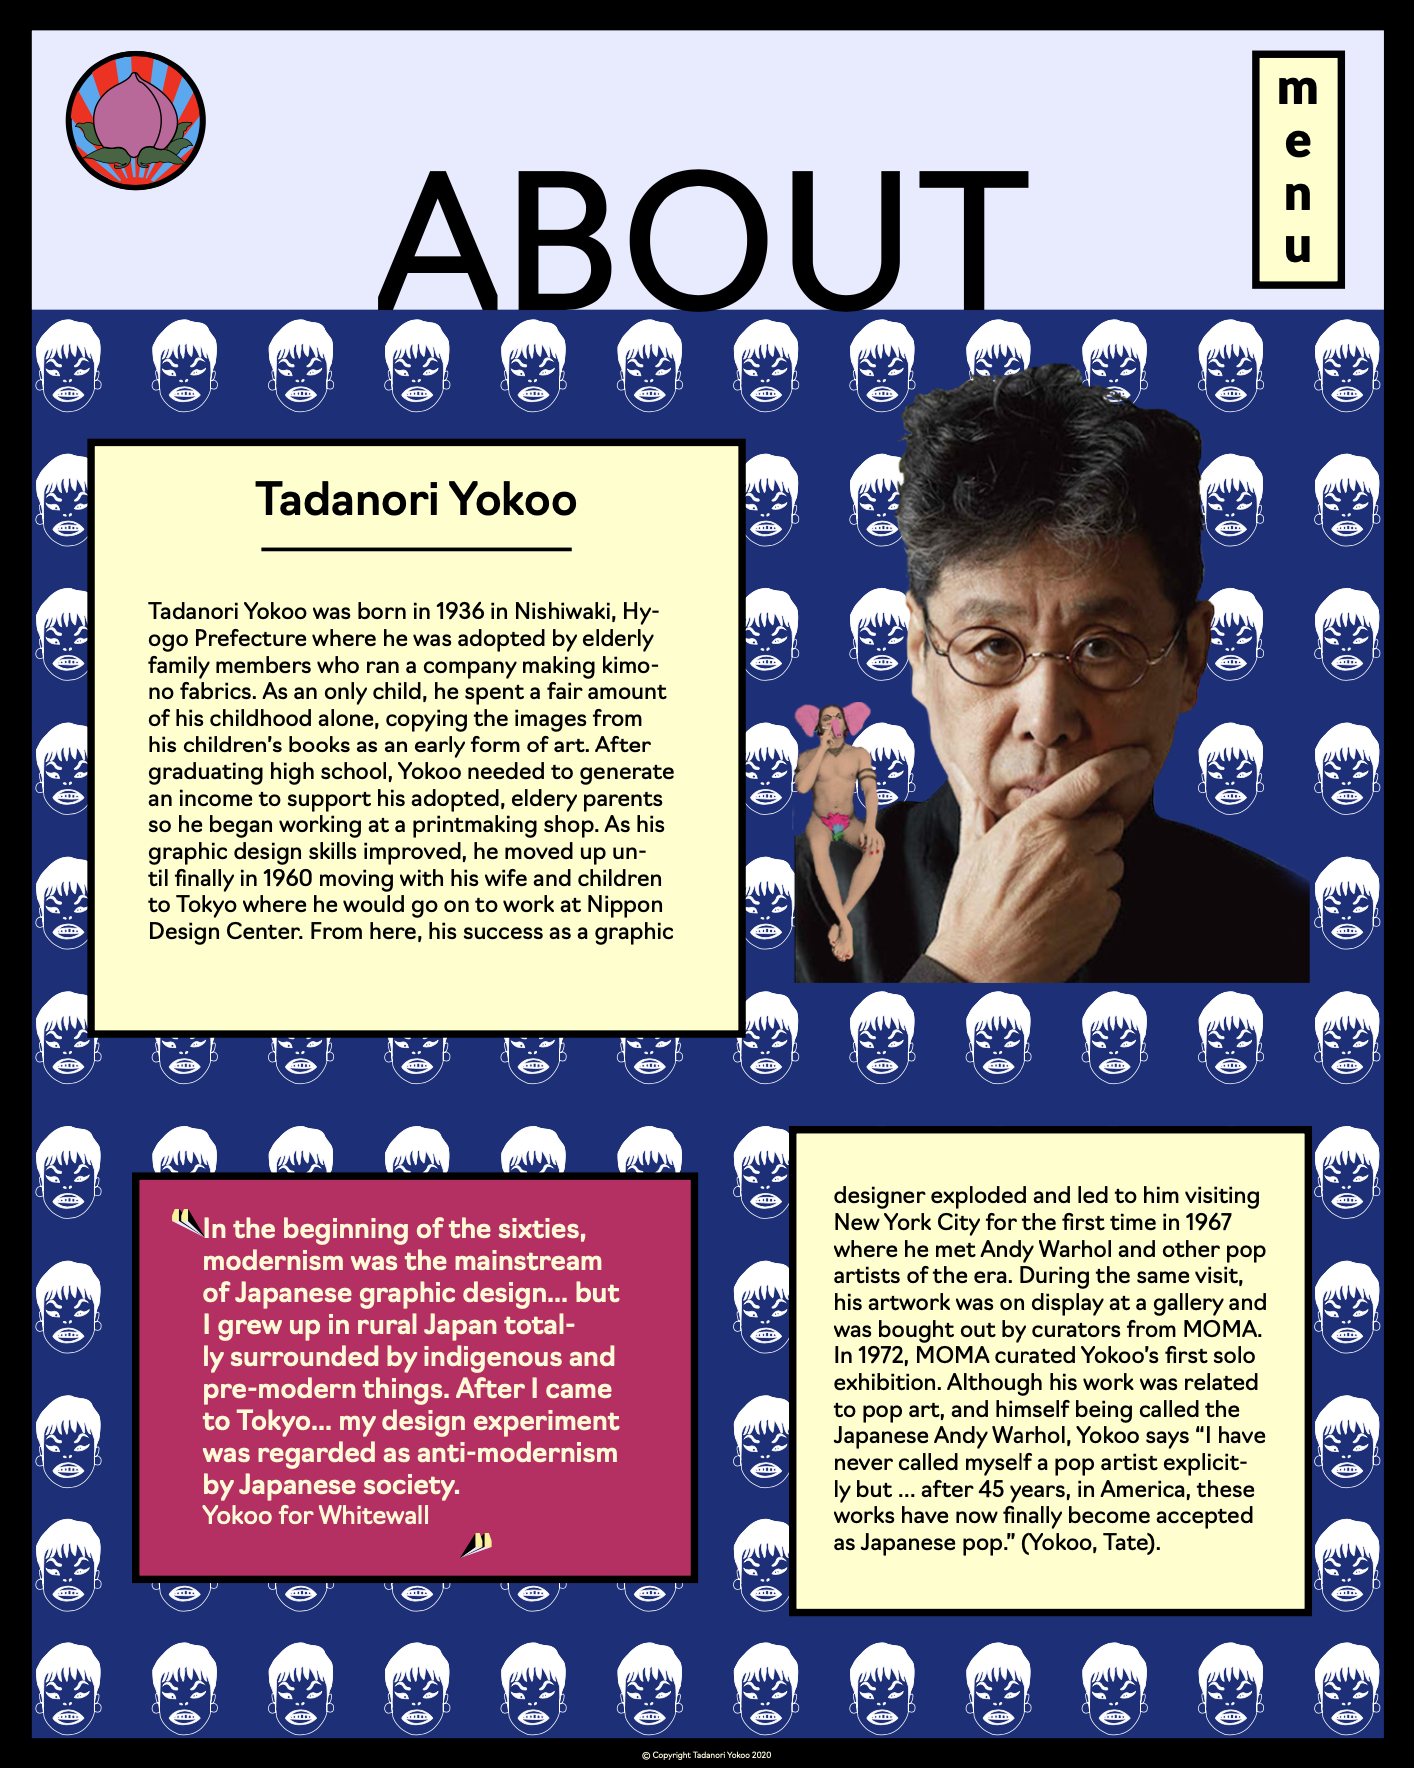 menu
ABOUT
Tadanori Yokoo
Tadanori Yokoo was born in 1936 in Nishiwaki, Hy-
ogo Prefecture where he was adopted by elderly
family members who ran a company making kimo-
no fabrics. As an only child, he spent a fair amount
of his childhood alone, copying the images from
his children’s books as an early form of art. After
graduating high school, Yokoo needed to generate
an income to support his adopted, eldery parents
so he began working at a printmaking shop. As his
graphic design skills improved, he moved up un-
til finally in 1960 moving with his wife and children
to Tokyo where he would go on to work at Nippon
Design Center. From here, his success as a graphic
In the beginning of the sixties,
modernism was the mainstream
of Japanese graphic design... but
I grew up in rural Japan total-
ly surrounded by indigenous and
pre-modern things. After I came
to Tokyo... my design experiment
was regarded as anti-modernism
by Japanese society.
Yokoo for Whitewall
designer exploded and led to him visiting
New York City for the first time in 1967
where he met Andy Warhol and other pop
artists of the era. During the same visit,
his artwork was on display at a gallery and
was bought out by curators from MOMA.
In 1972, MOMA curated Yokoo’s first solo
exhibition. Although his work was related
to pop art, and himself being called the
Japanese Andy Warhol, Yokoo says “I have
never called myself a pop artist explicit-
ly but ... after 45 years, in America, these
works have now finally become accepted
as Japanese pop.” (Yokoo, Tate).
© Copyright Tadanori Yokoo 2020